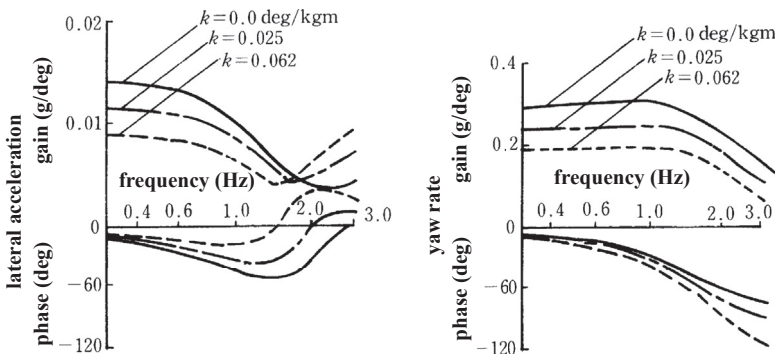 0.02
k=0.0 deg/kgm
k=0.025
k=0.062
0.01
0
−60
−120
lateral acceleration
gain (g/deg)
phase (deg)
frequency (Hz)
0.4 0.6 1.0 2.0 3.0
k=0.0 deg/kgm
k=0.025
k=0.062
0.4
0.2
0
−60
−120
yaw rate
gain (g/deg)
phase (deg)
frequency (Hz)
0.4 0.6 1.0 2.0 3.0